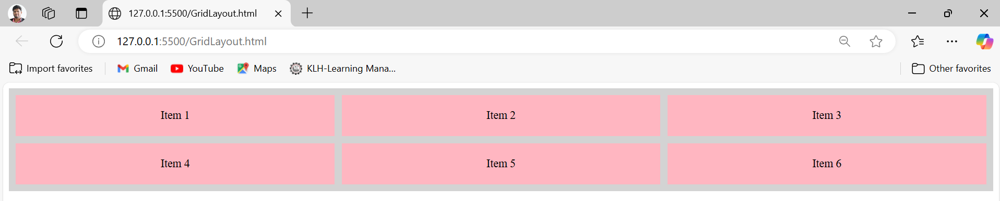 127.0.0.1:5500/GridLayout.html
127.0.0.1:5500/GridLayout.html
Import favorites Gmail YouTube Maps KLH-Learning Mana... Other favorites
Item 1 Item 2 Item 3
Item 4 Item 5 Item 6